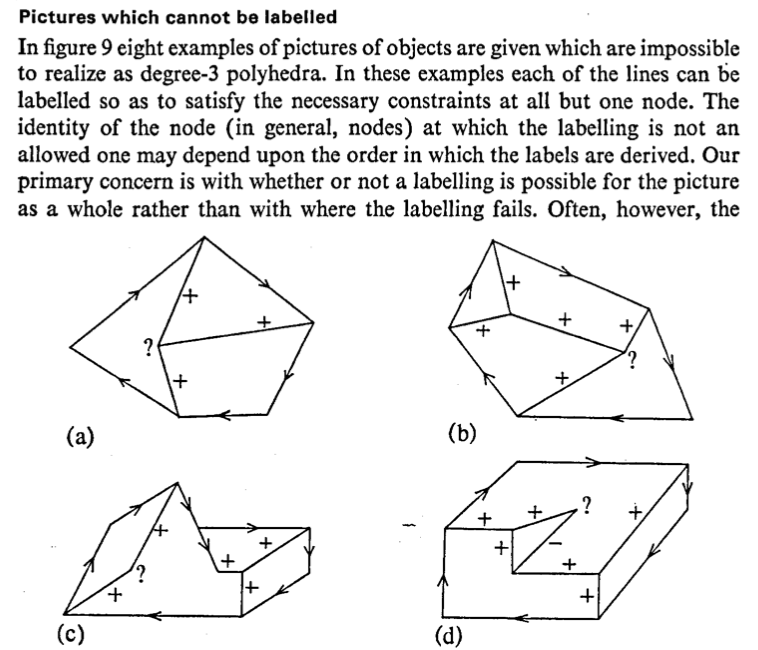 Pictures which cannot be labelled
In figure 9 eight examples of pictures of objects are given which are impossible
to realize as degree-3 polyhedra. In these examples each of the lines can be
labelled so as to satisfy the necessary constraints at all but one node. The
identity of the node (in general, nodes) at which the labelling is not an
allowed one may depend upon the order in which the labels are derived. Our
primary concern is with whether or not a labelling is possible for the picture
as a whole rather than with where the labelling fails. Often, however, the
+
+
?
+
(a)
+
+
+
+
?
+
(b)
+
?
+
+
+
+
(c)
+
+
?
+
+
−
+
+
(d)